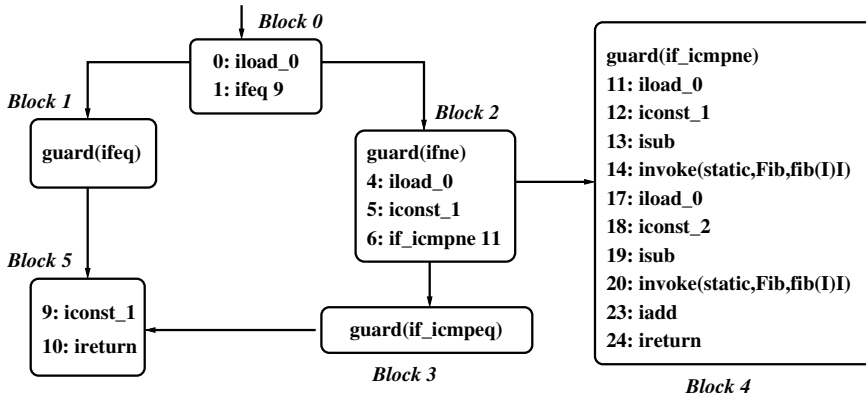 Block 0
0: iload_0
1: ifeq 9
Block 1
guard(ifeq)
Block 2
guard(ifne)
4: iload_0
5: iconst_1
6: if_icmpne 11
Block 5
9: iconst_1
10: ireturn
guard(if_icmpeq)
Block 3
guard(if_icmpne)
11: iload_0
12: iconst_1
13: isub
14: invoke(static,Fib,fib(I)I)
17: iload_0
18: iconst_2
19: isub
20: invoke(static,Fib,fib(I)I)
23: iadd
24: ireturn
Block 4